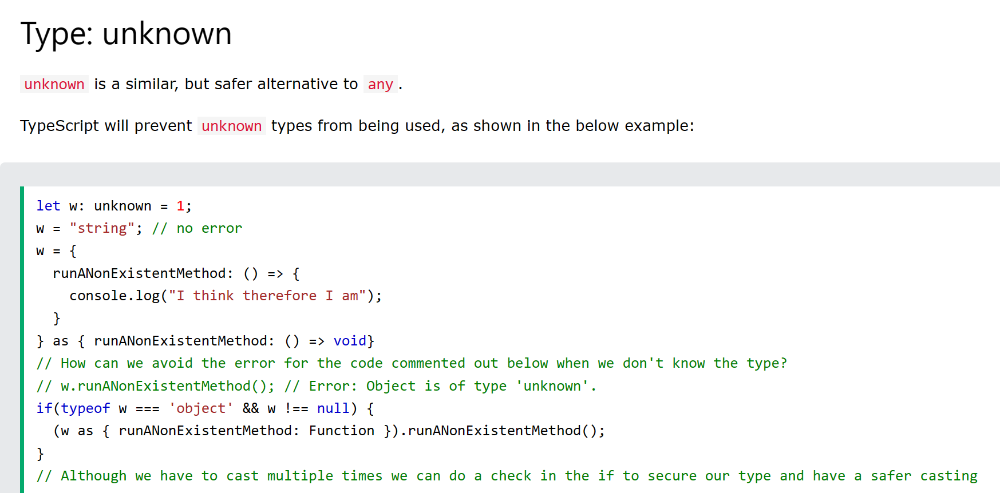 Type: unknown
unknown is a similar, but safer alternative to any.
TypeScript will prevent unknown types from being used, as shown in the below example:
let w: unknown = 1;
w = "string"; // no error
w = {
  runANonExistentMethod: () => {
    console.log("I think therefore I am");
  }
} as { runANonExistentMethod: () => void}
// How can we avoid the error for the code commented out below when we don't know the type?
// w.runANonExistentMethod(); // Error: Object is of type 'unknown'.
if(typeof w === 'object' && w !== null) {
  (w as { runANonExistentMethod: Function }).runANonExistentMethod();
}
// Although we have to cast multiple times we can do a check in the if to secure our type and have a safer casting